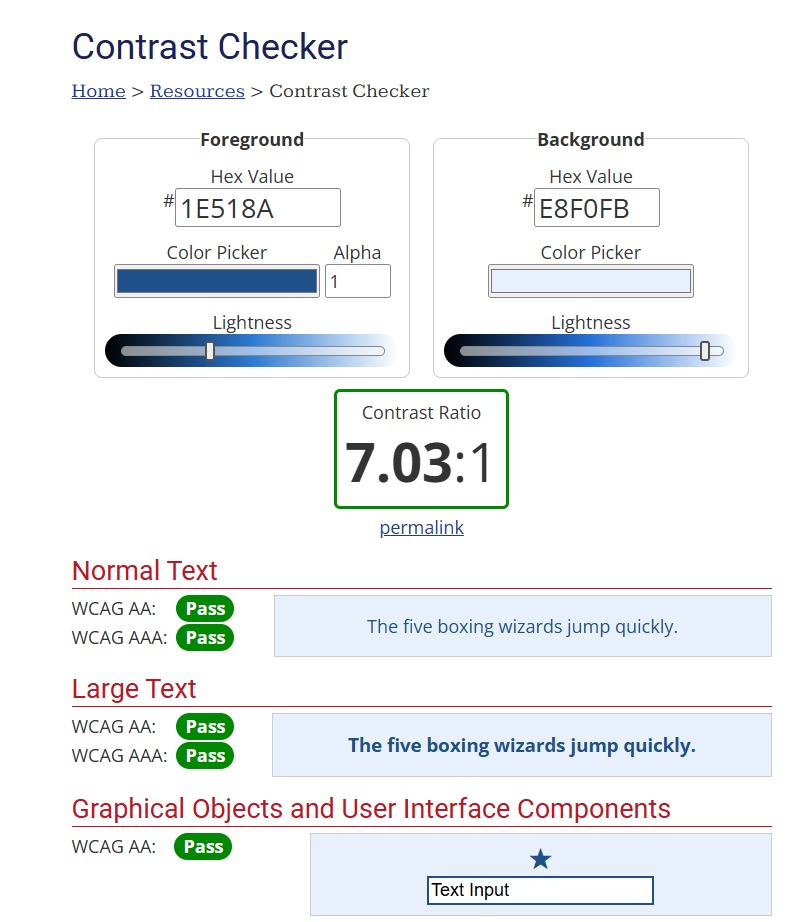 Contrast Checker
Home > Resources > Contrast Checker
Foreground
Hex Value
#1E518A
Color Picker
Alpha
1
Lightness
Background
Hex Value
#E8F0FB
Color Picker
Lightness
Contrast Ratio
7.03:1
permalink
Normal Text
WCAG AA: Pass
WCAG AAA: Pass
The five boxing wizards jump quickly.
Large Text
WCAG AA: Pass
WCAG AAA: Pass
The five boxing wizards jump quickly.
Graphical Objects and User Interface Components
WCAG AA: Pass
Text Input